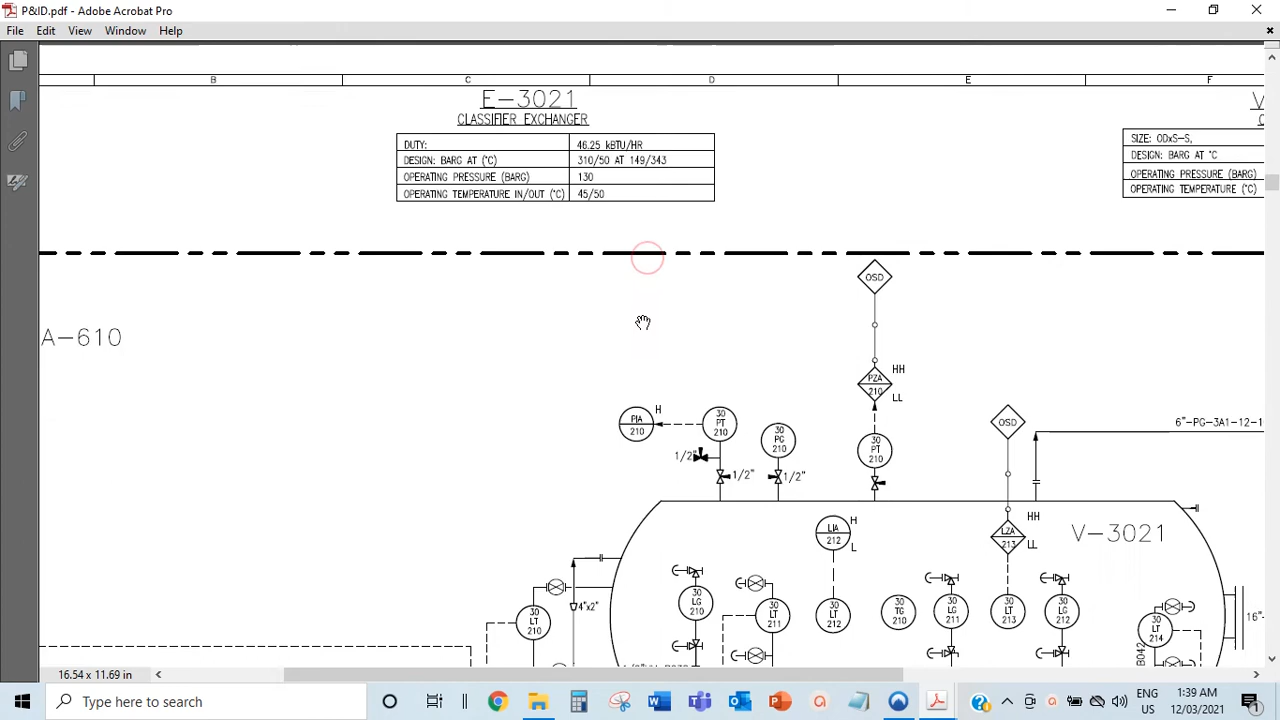 P&ID.pdf - Adobe Acrobat Pro
File Edit View Window Help
B C D E F
E-3021
CLASSIFIER EXCHANGER
DUTY: 46.25 kBTU/HR
DESIGN: BARG AT (°C) 310/50 AT 149/343
OPERATING PRESSURE (BARG) 130
OPERATING TEMPERATURE IN/OUT (°C) 45/50
SIZE: ODxS-S,
DESIGN: BARG AT °C
OPERATING PRESSURE (BARG)
OPERATING TEMPERATURE (°C)
OSD
A-610
PZA 210 HH LL
PIA 210 H
30 PT 210
30 PG 210
30 PT 210
OSD
6"-PG-3A1-12-1
1/2"
1/2"
1/2"
LIA 212 H L
LZA 213 HH LL
V-3021
4"x2"
30 LT 210
30 LG 210
30 LT 211
30 LT 212
30 TG 210
30 LG 211
30 LT 213
30 LG 212
30 LT 214
16"
B042
16.54 x 11.69 in
Type here to search
ENG
UK
1:39 AM
12/03/2021